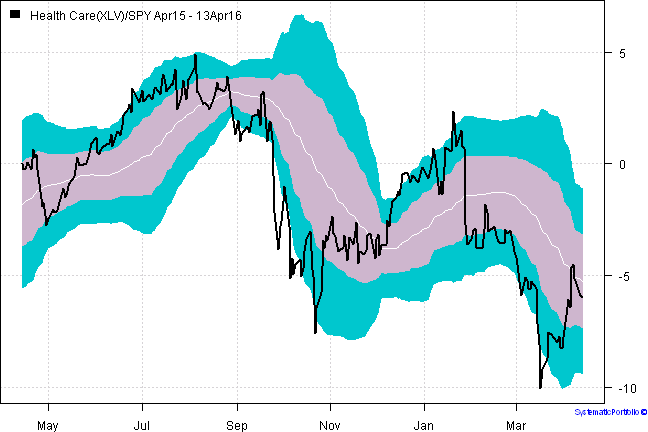 Health Care(XLV)/SPY Apr15 - 13Apr16
5
0
-5
-10
May Jul Sep Nov Jan Mar
SystematicPortfolio ©